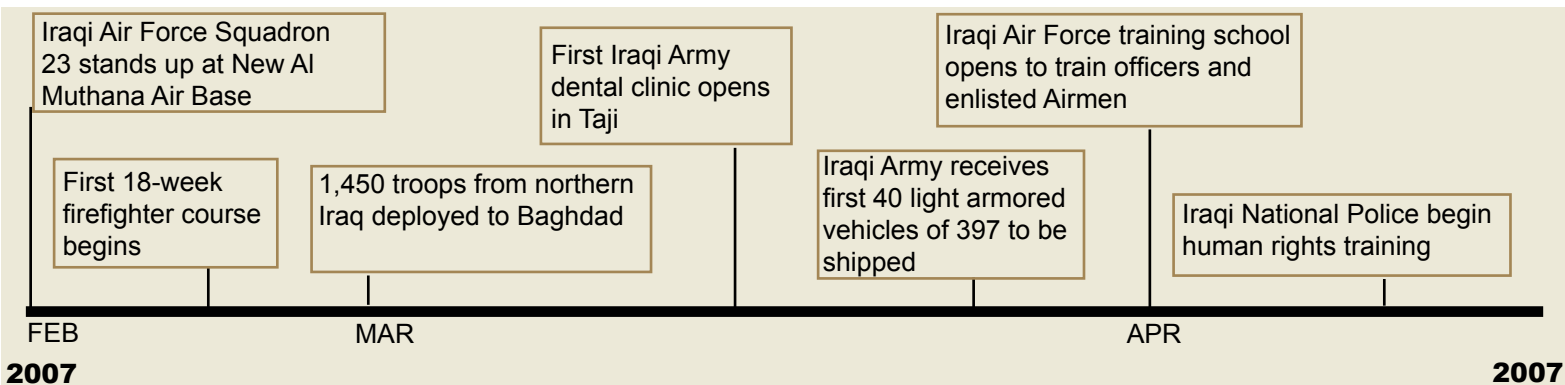 Iraqi Air Force Squadron
23 stands up at New Al
Muthana Air Base
First 18-week
firefighter course
begins
1,450 troops from northern
Iraq deployed to Baghdad
First Iraqi Army
dental clinic opens
in Taji
Iraqi Army receives
first 40 light armored
vehicles of 397 to be
shipped
Iraqi Air Force training school
opens to train officers and
enlisted Airmen
Iraqi National Police begin
human rights training
FEB
MAR
APR
2007
2007